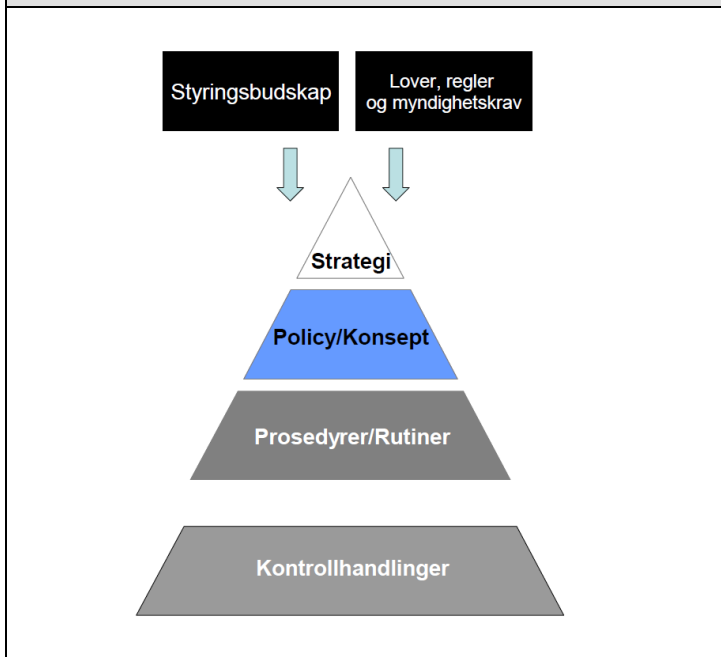 Styringsbudskap
Lover, regler
og myndighetskrav
Strategi
Policy/Konsept
Prosedyrer/Rutiner
Kontrollhandlinger